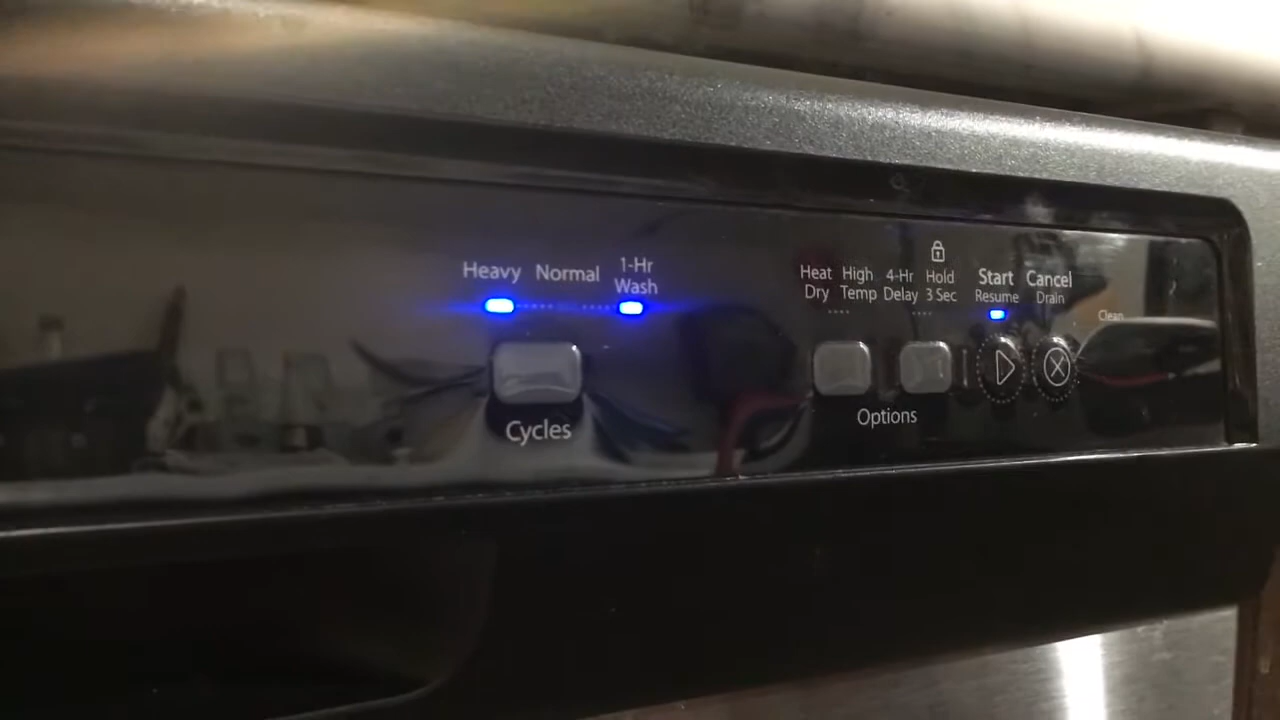 Heavy Normal 1-Hr
Wash
Cycles
Heat High 4-Hr Hold
Dry Temp Delay 3 Sec
Options
Start Cancel
Resume Drain
Clean